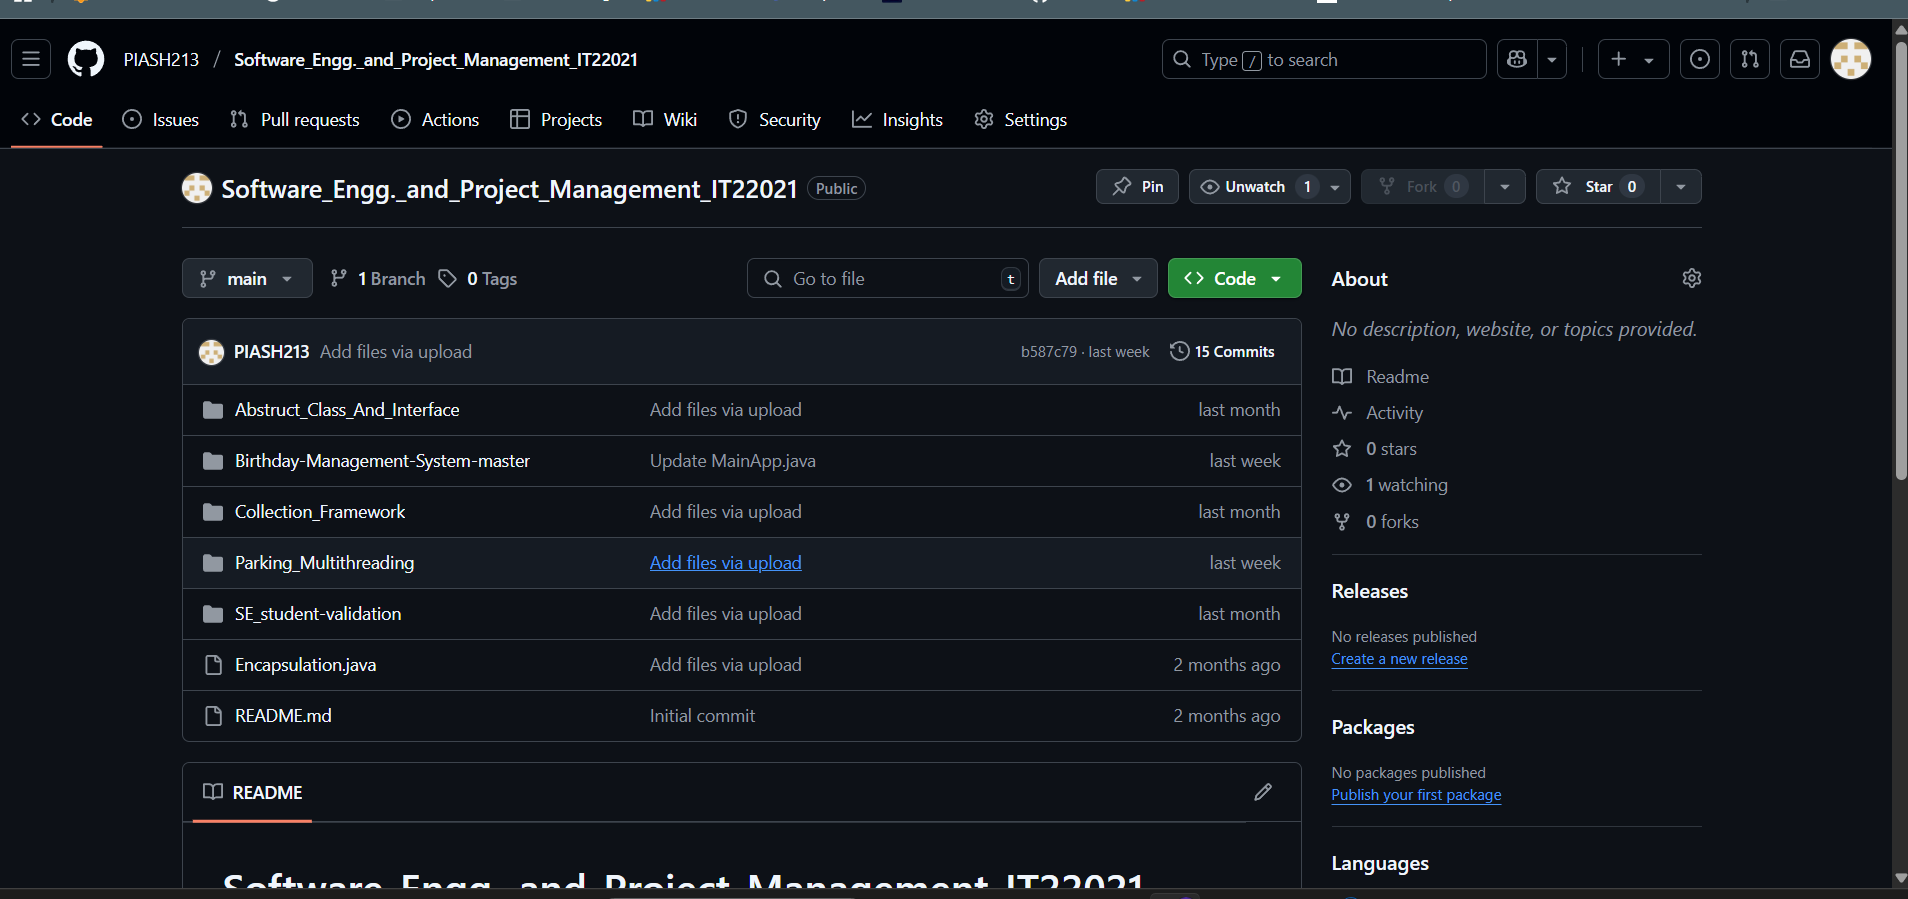 PIASH213 / Software_Engg._and_Project_Management_IT22021
Type / to search
Code Issues Pull requests Actions Projects Wiki Security Insights Settings
Software_Engg._and_Project_Management_IT22021 Public
Pin Unwatch 1 Fork 0 Star 0
main 1 Branch 0 Tags Go to file t Add file Code
PIASH213 Add files via upload b587c79 · last week 15 Commits
Abstruct_Class_And_Interface Add files via upload last month
Birthday-Management-System-master Update MainApp.java last week
Collection_Framework Add files via upload last month
Parking_Multithreading Add files via upload last week
SE_student-validation Add files via upload last month
Encapsulation.java Add files via upload 2 months ago
README.md Initial commit 2 months ago
README
Software_Engg._and_Project_Management_IT22021
About
No description, website, or topics provided.
Readme
Activity
0 stars
1 watching
0 forks
Releases
No releases published
Create a new release
Packages
No packages published
Publish your first package
Languages